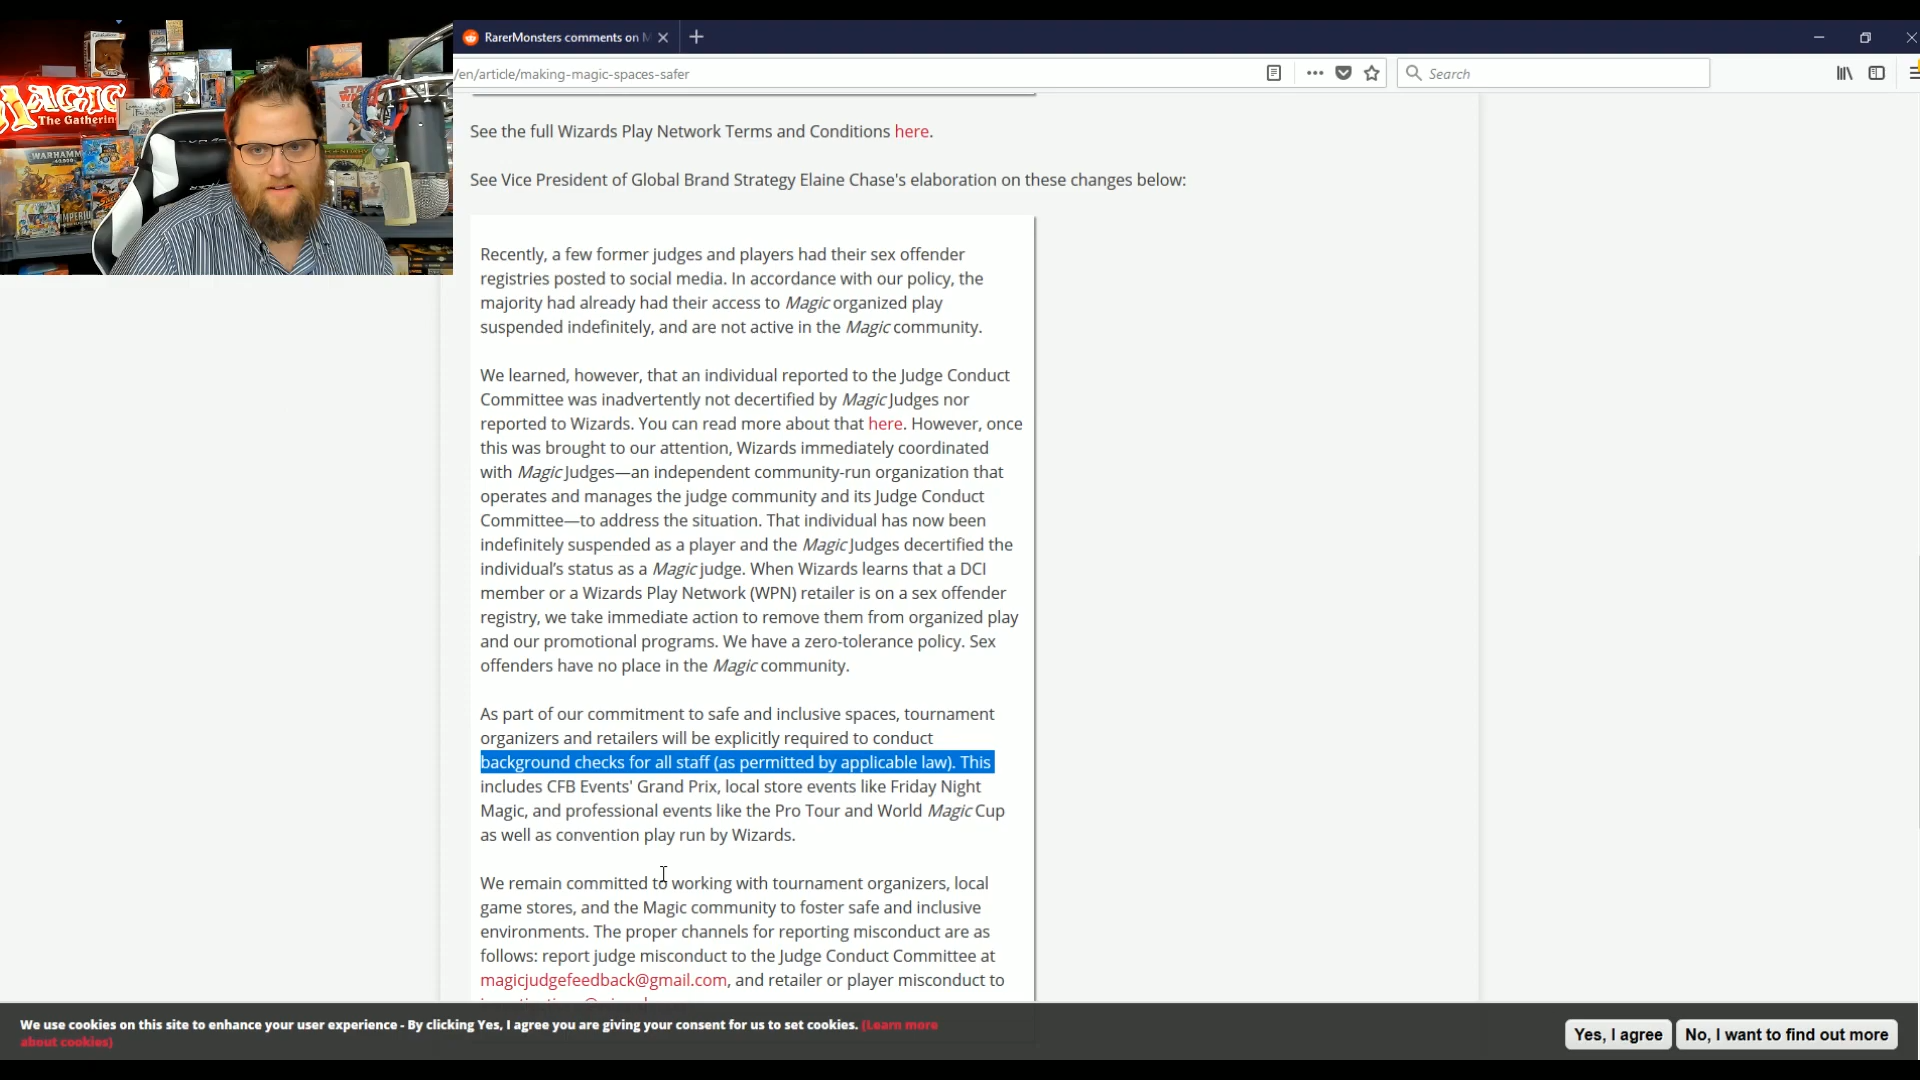 MAGIC
The Gathering
WARHAMMER
RarerMonsters comments on M
/en/article/making-magic-spaces-safer
Search
See the full Wizards Play Network Terms and Conditions here.
See Vice President of Global Brand Strategy Elaine Chase's elaboration on these changes below:
Recently, a few former judges and players had their sex offender
registries posted to social media. In accordance with our policy, the
majority had already had their access to Magic organized play
suspended indefinitely, and are not active in the Magic community.
We learned, however, that an individual reported to the Judge Conduct
Committee was inadvertently not decertified by Magic Judges nor
reported to Wizards. You can read more about that here. However, once
this was brought to our attention, Wizards immediately coordinated
with Magic Judges—an independent community-run organization that
operates and manages the judge community and its Judge Conduct
Committee—to address the situation. That individual has now been
indefinitely suspended as a player and the Magic Judges decertified the
individual's status as a Magic judge. When Wizards learns that a DCI
member or a Wizards Play Network (WPN) retailer is on a sex offender
registry, we take immediate action to remove them from organized play
and our promotional programs. We have a zero-tolerance policy. Sex
offenders have no place in the Magic community.
As part of our commitment to safe and inclusive spaces, tournament
organizers and retailers will be explicitly required to conduct
background checks for all staff (as permitted by applicable law). This
includes CFB Events' Grand Prix, local store events like Friday Night
Magic, and professional events like the Pro Tour and World Magic Cup
as well as convention play run by Wizards.
We remain committed to working with tournament organizers, local
game stores, and the Magic community to foster safe and inclusive
environments. The proper channels for reporting misconduct are as
follows: report judge misconduct to the Judge Conduct Committee at
magicjudgefeedback@gmail.com, and retailer or player misconduct to
We use cookies on this site to enhance your user experience - By clicking Yes, I agree you are giving your consent for us to set cookies. (Learn more
about cookies)
Yes, I agree
No, I want to find out more